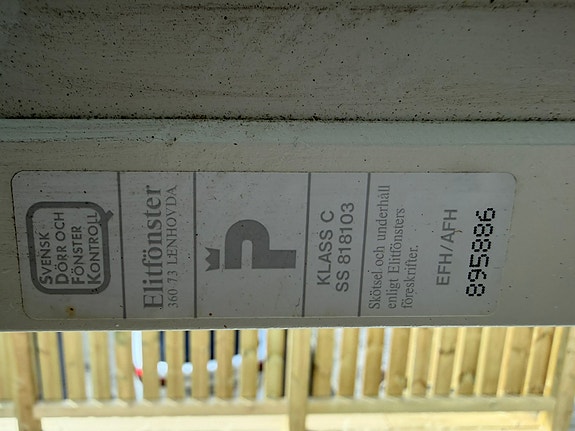 SVENSK
DÖRR OCH
FÖNSTER
KONTROLL
Elitfönster
360 73 LENHOVDA
P
KLASS C
SS 818103
Skötsel och underhåll
enligt Elitfönsters
föreskrifter.
EFH/AFH
895886